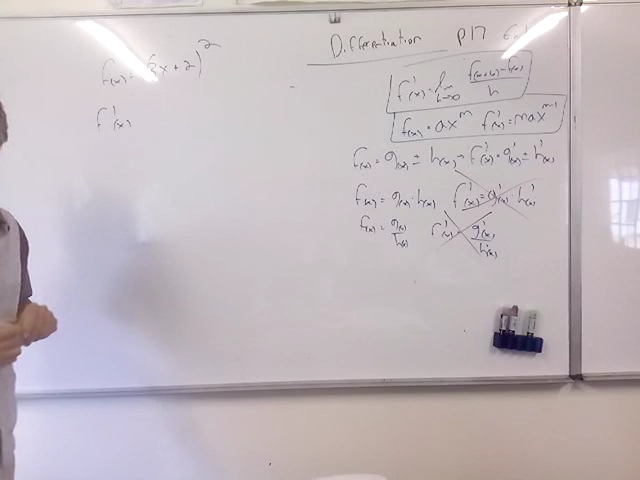 f(x) = (3x + 2)²
f'(x)
Differentiation P17
f'(x) = lim h→0 f(x+h) - f(x) / h
f(x) = ax^m f'(x) = max^m-1
f(x) = g(x) ± h(x) → f'(x) = g'(x) ± h'(x)
f(x) = g(x) · h(x) f'(x) = g'(x) · h'(x)
f(x) = g(x) / h(x) f'(x) = g'(x) / h'(x)